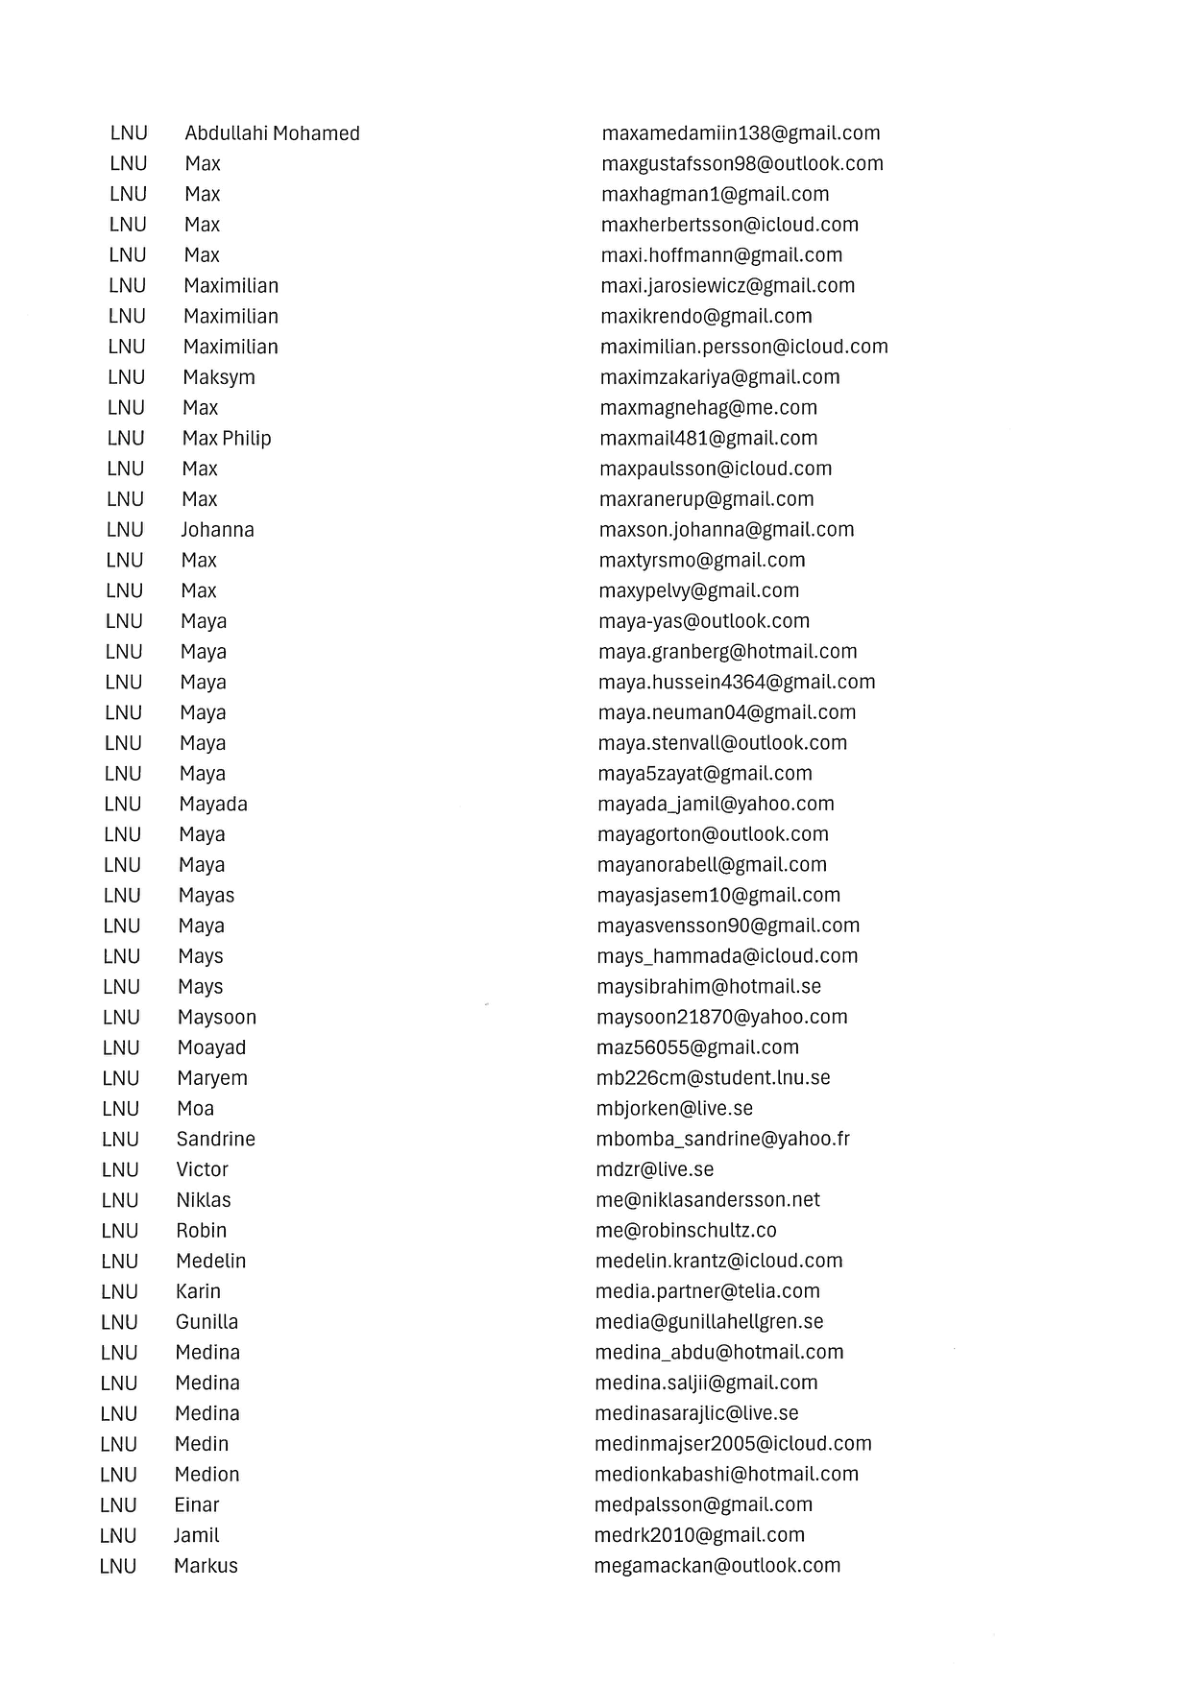 LNU Abdullahi Mohamed maxamedamiin138@gmail.com
LNU Max maxgustafsson98@outlook.com
LNU Max maxhagman1@gmail.com
LNU Max maxherbertsson@icloud.com
LNU Max maxi.hoffmann@gmail.com
LNU Maximilian maxi.jarosiewicz@gmail.com
LNU Maximilian maxikrendo@gmail.com
LNU Maximilian maximilian.persson@icloud.com
LNU Maksym maximzakariya@gmail.com
LNU Max maxmagnehag@me.com
LNU Max Philip maxmail481@gmail.com
LNU Max maxpaulsson@icloud.com
LNU Max maxranerup@gmail.com
LNU Johanna maxson.johanna@gmail.com
LNU Max maxtyrsmo@gmail.com
LNU Max maxypelvy@gmail.com
LNU Maya maya-yas@outlook.com
LNU Maya maya.granberg@hotmail.com
LNU Maya maya.hussein4364@gmail.com
LNU Maya maya.neuman04@gmail.com
LNU Maya maya.stenvall@outlook.com
LNU Maya maya5zayat@gmail.com
LNU Mayada mayada_jamil@yahoo.com
LNU Maya mayagorton@outlook.com
LNU Maya mayanorabell@gmail.com
LNU Mayas mayasjasem10@gmail.com
LNU Maya mayasvensson90@gmail.com
LNU Mays mays_hammada@icloud.com
LNU Mays maysibrahim@hotmail.se
LNU Maysoon maysoon21870@yahoo.com
LNU Moayad maz56055@gmail.com
LNU Maryem mb226cm@student.lnu.se
LNU Moa mbjorken@live.se
LNU Sandrine mbomba_sandrine@yahoo.fr
LNU Victor mdzr@live.se
LNU Niklas me@niklasandersson.net
LNU Robin me@robinschultz.co
LNU Medelin medelin.krantz@icloud.com
LNU Karin media.partner@telia.com
LNU Gunilla media@gunillahellgren.se
LNU Medina medina_abdu@hotmail.com
LNU Medina medina.saljii@gmail.com
LNU Medina medinasarajlic@live.se
LNU Medin medinmajser2005@icloud.com
LNU Medion medionkabashi@hotmail.com
LNU Einar medpalsson@gmail.com
LNU Jamil medrk2010@gmail.com
LNU Markus megamackan@outlook.com